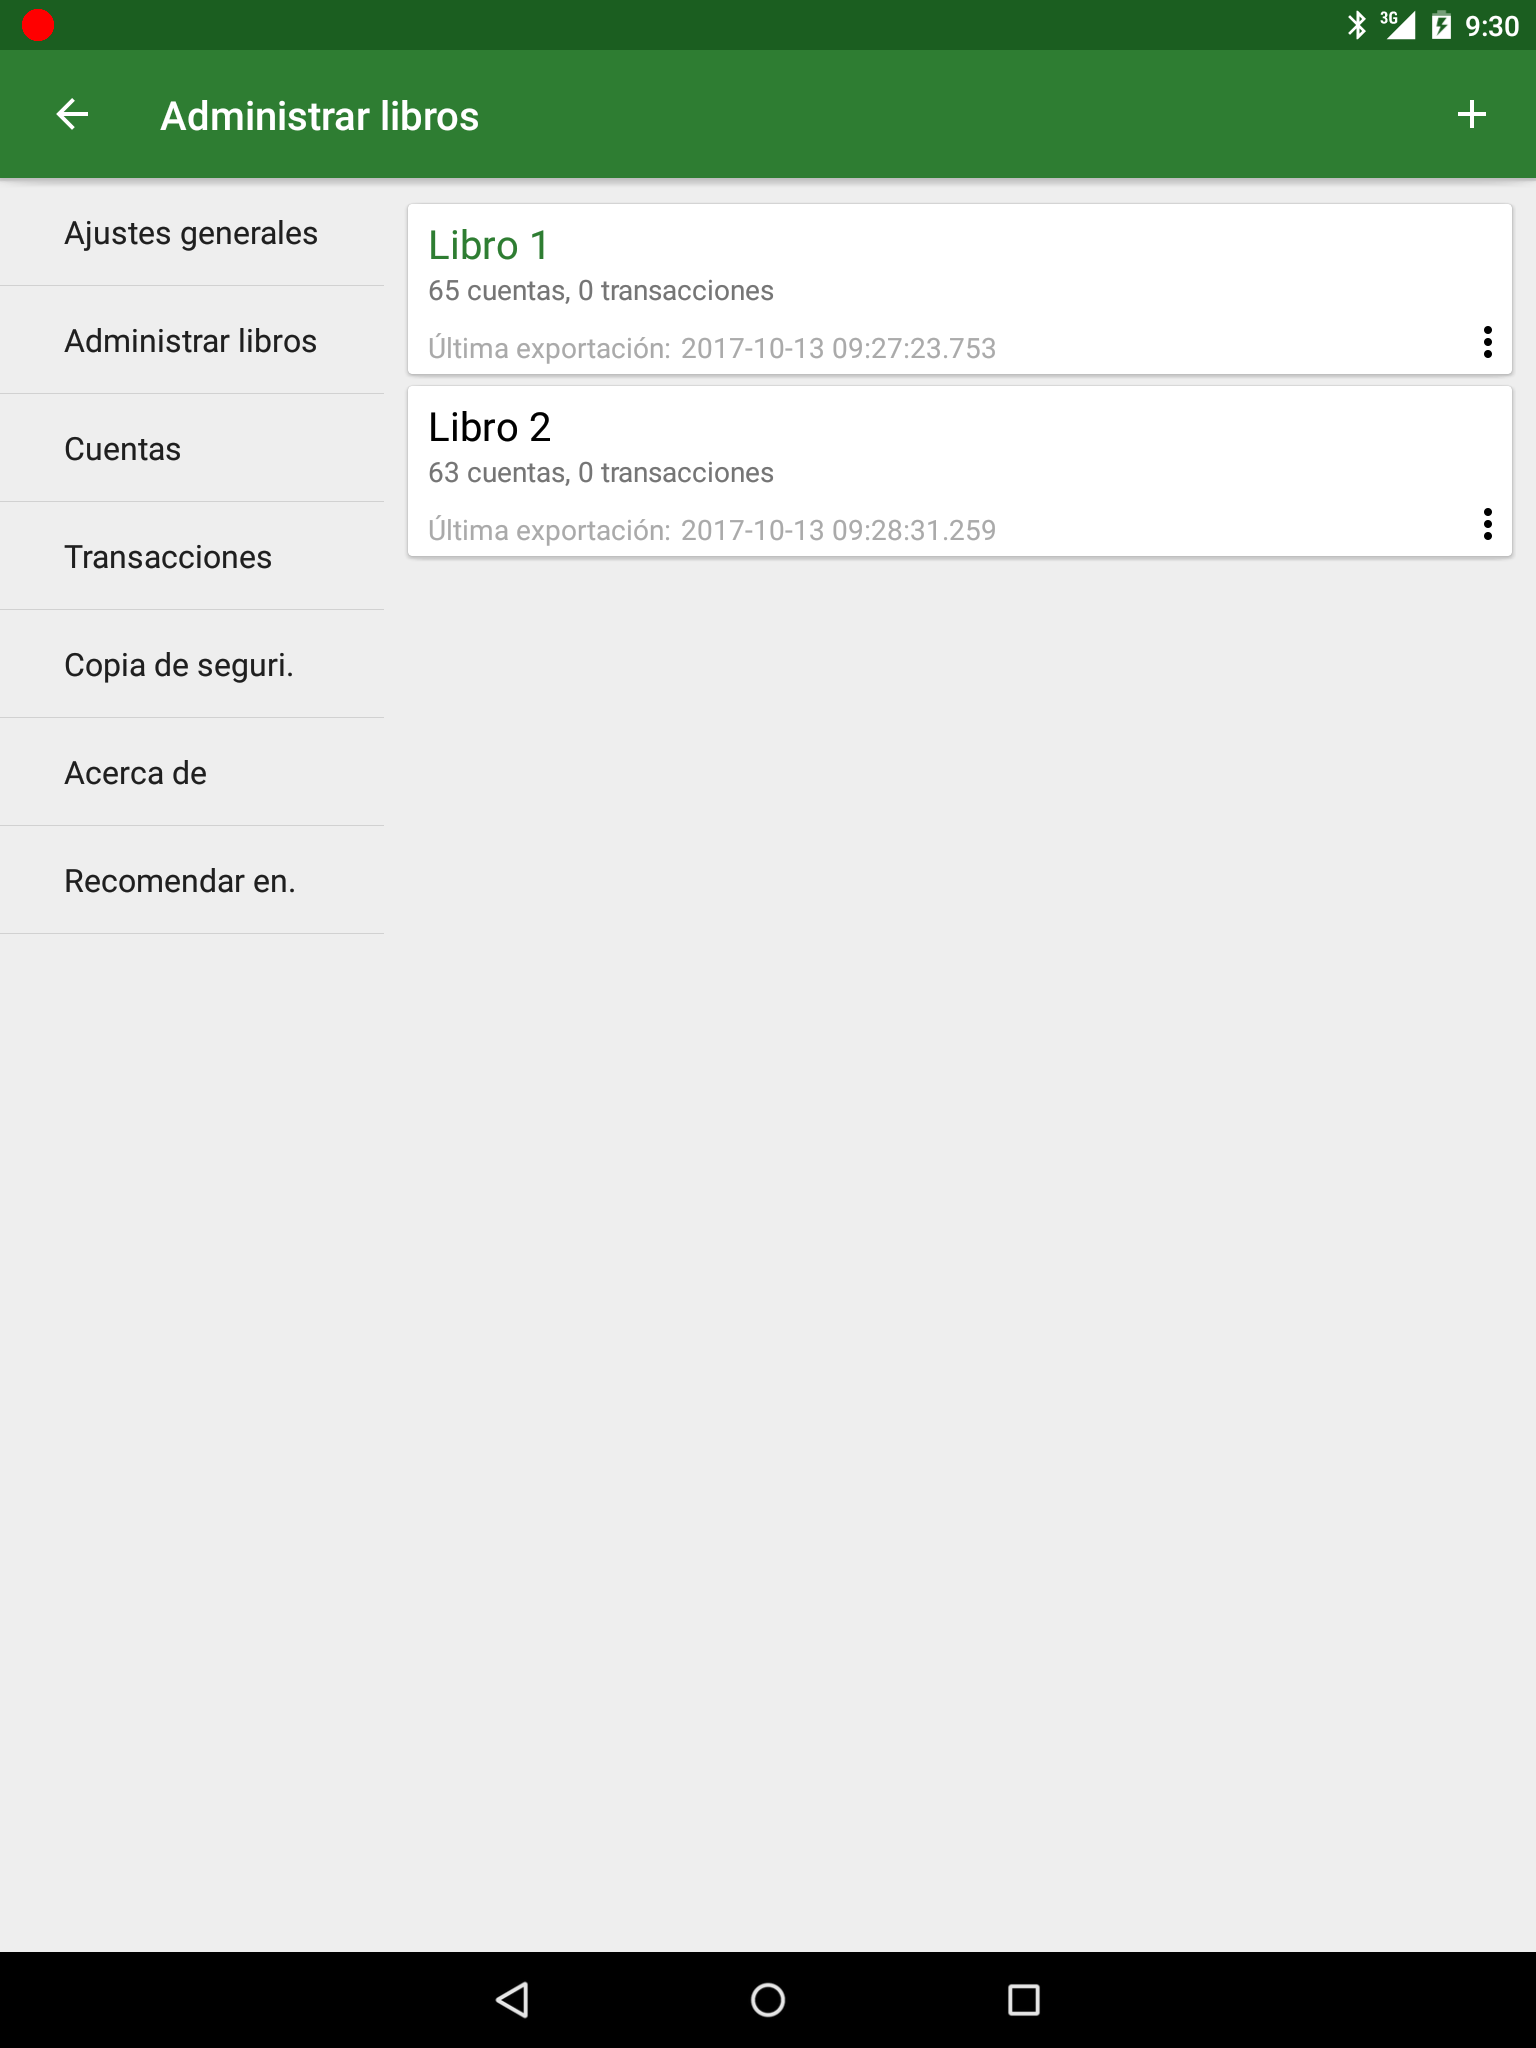 3G 9:30
Administrar libros
Ajustes generales
Administrar libros
Cuentas
Transacciones
Copia de seguri.
Acerca de
Recomendar en.
Libro 1
65 cuentas, 0 transacciones
Última exportación: 2017-10-13 09:27:23.753
Libro 2
63 cuentas, 0 transacciones
Última exportación: 2017-10-13 09:28:31.259